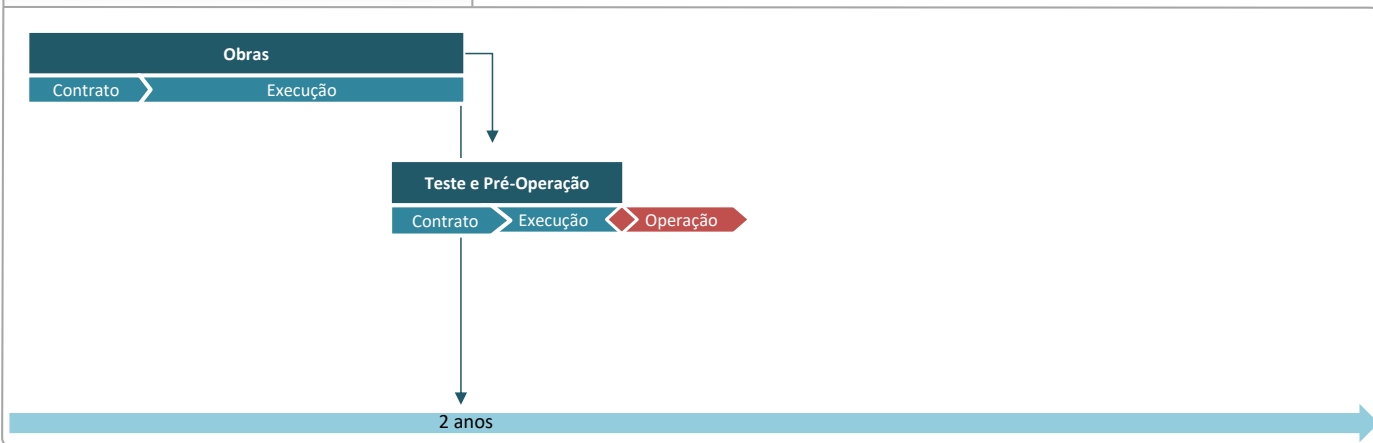 Obras
Contrato
Execução
Teste e Pré-Operação
Contrato
Execução
Operação
2 anos